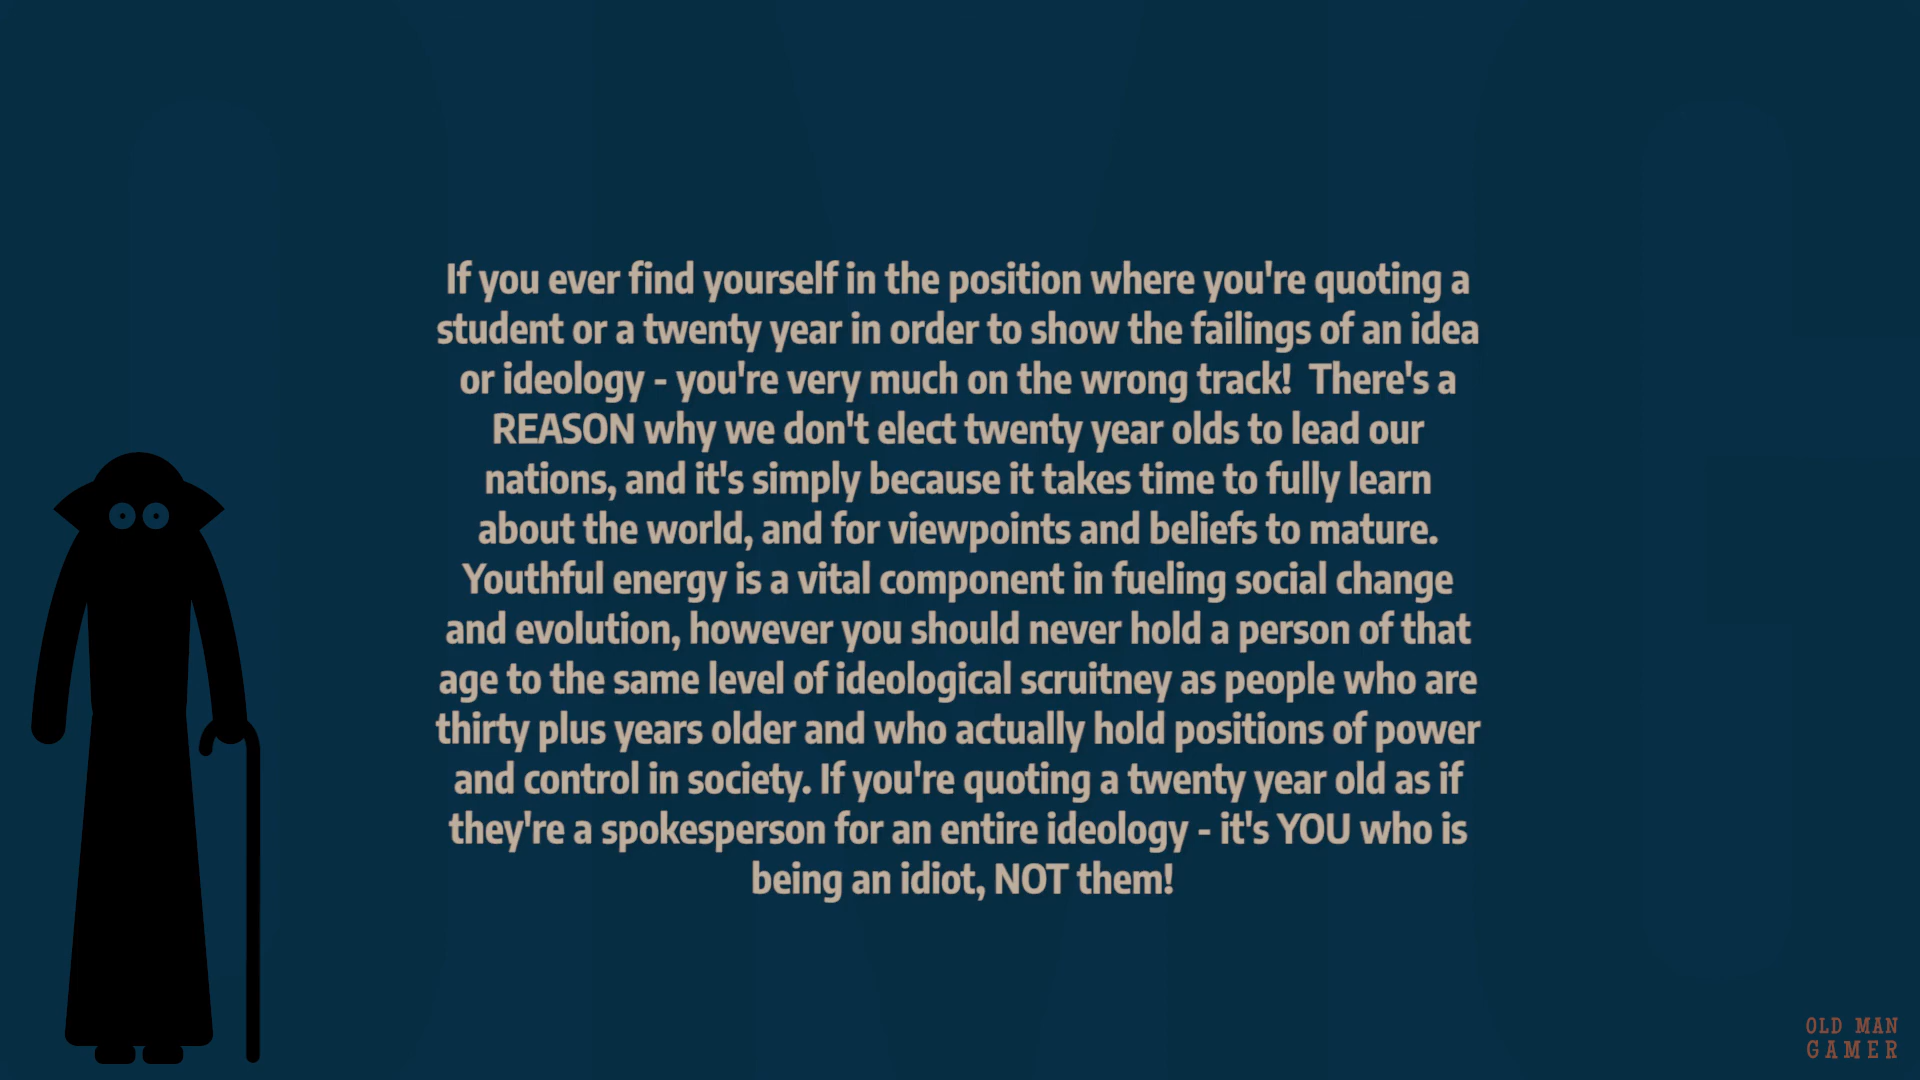 If you ever find yourself in the position where you're quoting a
student or a twenty year in order to show the failings of an idea
or ideology - you're very much on the wrong track!  There's a
REASON why we don't elect twenty year olds to lead our
nations, and it's simply because it takes time to fully learn
about the world, and for viewpoints and beliefs to mature.
Youthful energy is a vital component in fueling social change
and evolution, however you should never hold a person of that
age to the same level of ideological scruitney as people who are
thirty plus years older and who actually hold positions of power
and control in society. If you're quoting a twenty year old as if
they're a spokesperson for an entire ideology - it's YOU who is
being an idiot, NOT them!
OLD MAN
GAMER